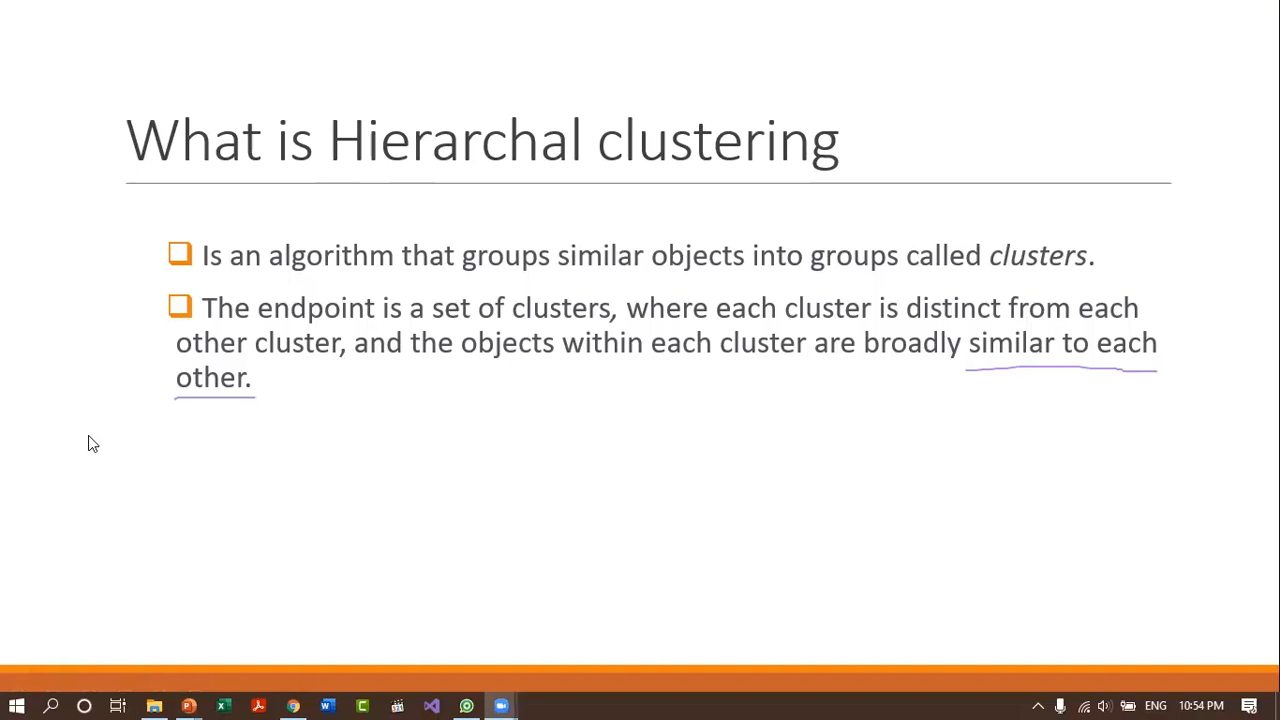 What is Hierarchal clustering
Is an algorithm that groups similar objects into groups called clusters.
The endpoint is a set of clusters, where each cluster is distinct from each
other cluster, and the objects within each cluster are broadly similar to each
other.
ENG 10:54 PM